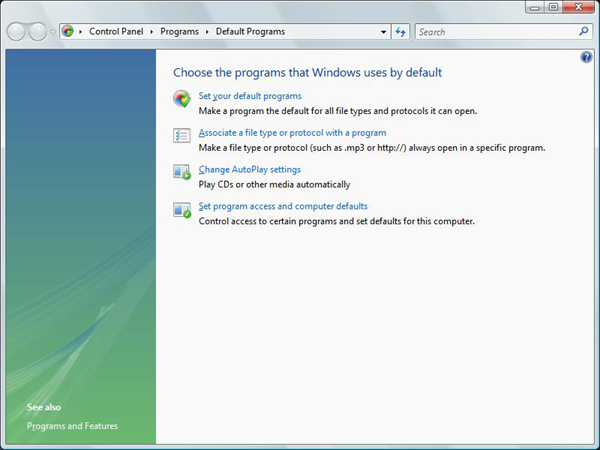 Control Panel Programs Default Programs Search
Choose the programs that Windows uses by default
Set your default programs
Make a program the default for all file types and protocols it can open.
Associate a file type or protocol with a program
Make a file type or protocol (such as .mp3 or http://) always open in a specific program.
Change AutoPlay settings
Play CDs or other media automatically
Set program access and computer defaults
Control access to certain programs and set defaults for this computer.
See also
Programs and Features